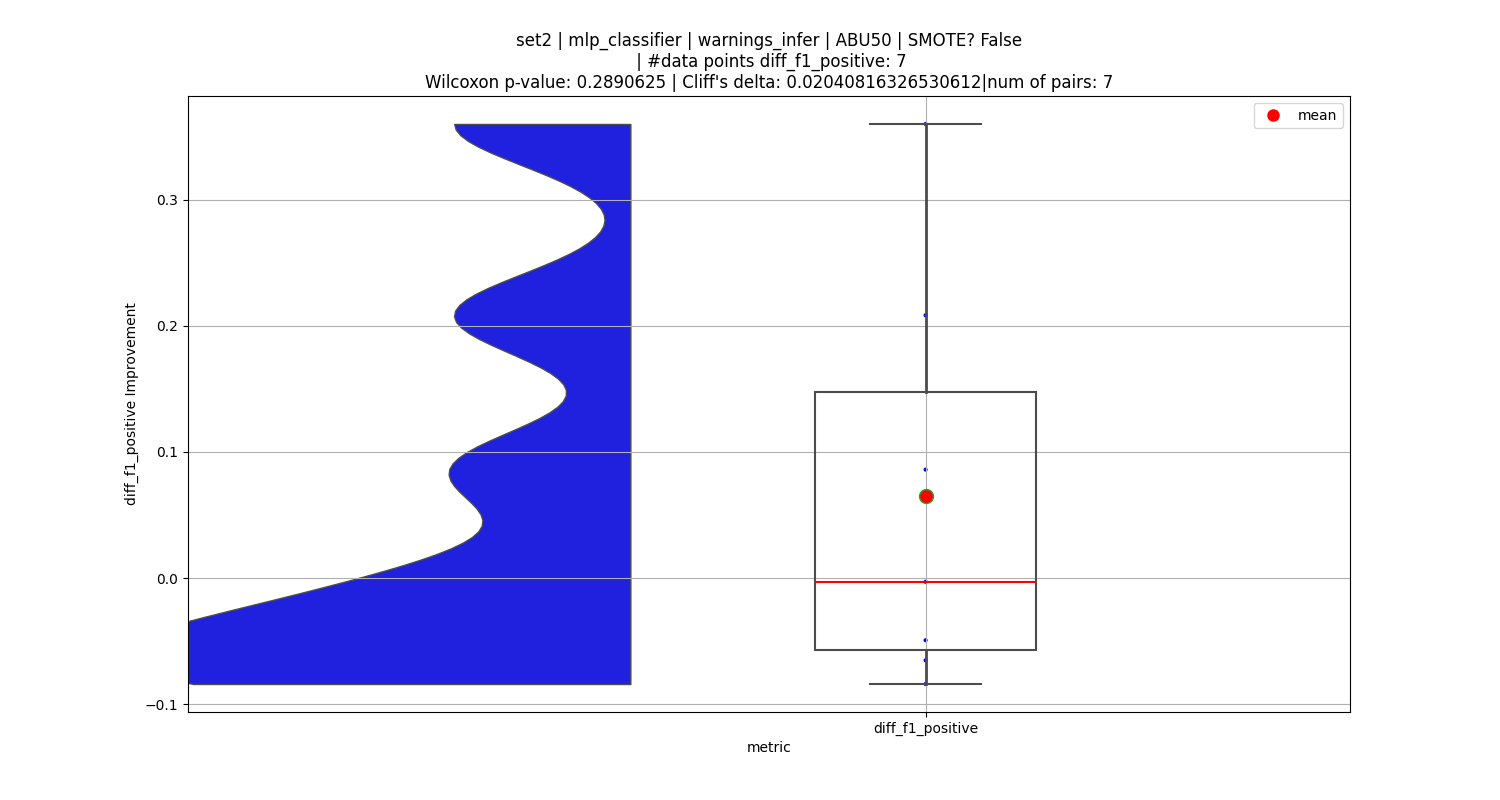 set2 | mlp_classifier | warnings_infer | ABU50 | SMOTE? False
| #data points diff_f1_positive: 7
Wilcoxon p-value: 0.2890625 | Cliff's delta: 0.02040816326530612|num of pairs: 7
mean
0.3
0.2
0.1
0.0
−0.1
diff_f1_positive Improvement
diff_f1_positive
metric